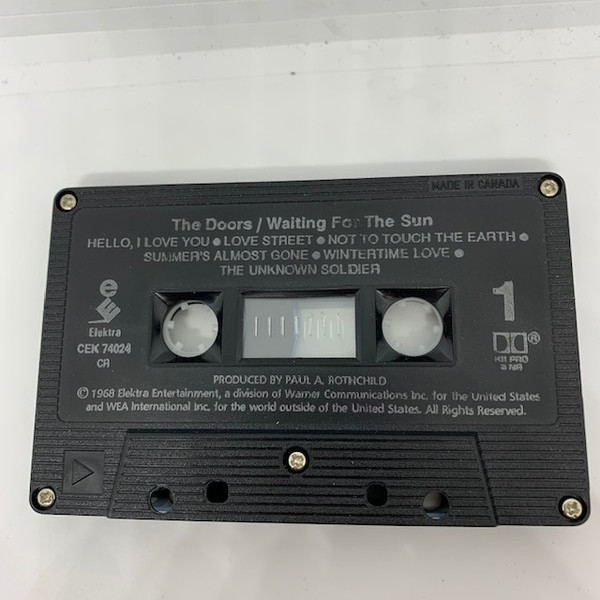 MADE IN CANADA
The Doors / Waiting For The Sun
HELLO, I LOVE YOU ● LOVE STREET ● NOT TO TOUCH THE EARTH ●
SUMMER'S ALMOST GONE ● WINTERTIME LOVE ●
THE UNKNOWN SOLDIER
e
Elektra
CEK 74024
CR
1
®
HX PRO
B NR
PRODUCED BY PAUL A. ROTHCHILD
© 1968 Elektra Entertainment, a division of Warner Communications Inc. for the United States
and WEA International Inc. for the world outside of the United States. All Rights Reserved.